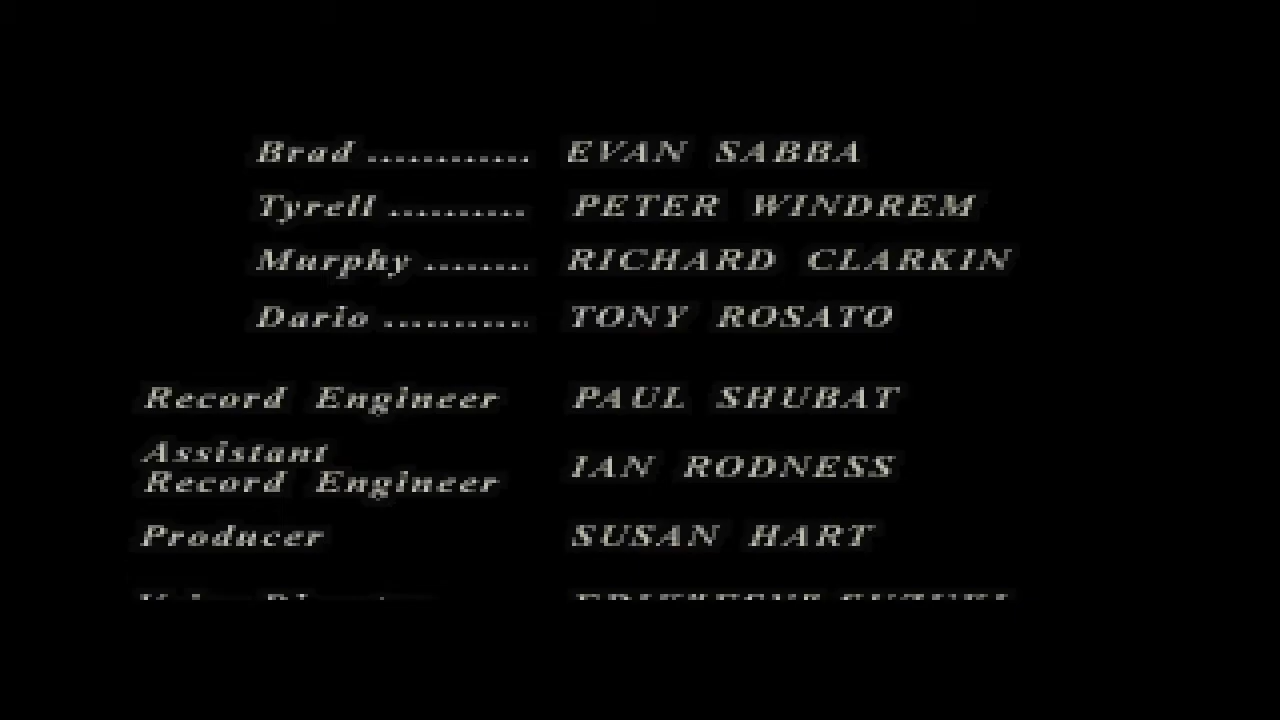 Brad ............ EVAN SABBA
Tyrell .......... PETER WINDREM
Murphy ........ RICHARD CLARKIN
Dario ........... TONY ROSATO
Record Engineer PAUL SHUBAT
Assistant
Record Engineer IAN RODNESS
Producer SUSAN HART